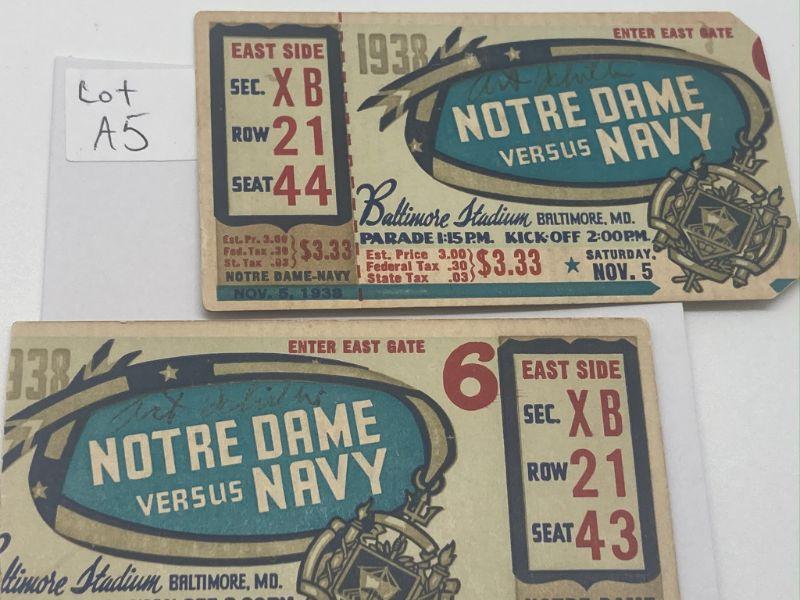 Lot
A5
EAST SIDE
SEC. XB
ROW 21
SEAT 44
Est. Pr. 3.00
Fed. Tax .30
St. Tax .03
$3.33
NOTRE DAME-NAVY
NOV. 5, 1938
1938
ENTER EAST GATE
NOTRE DAME
VERSUS NAVY
Baltimore Stadium BALTIMORE, MD.
PARADE 1:15 P.M. KICK-OFF 2:00 P.M.
Est. Price 3.00
Federal Tax .30
State Tax .03
$3.33
SATURDAY,
NOV. 5
938
ENTER EAST GATE
6
Art
NOTRE DAME
VERSUS NAVY
ltimore Stadium BALTIMORE, MD.
EAST SIDE
SEC. XB
ROW 21
SEAT 43